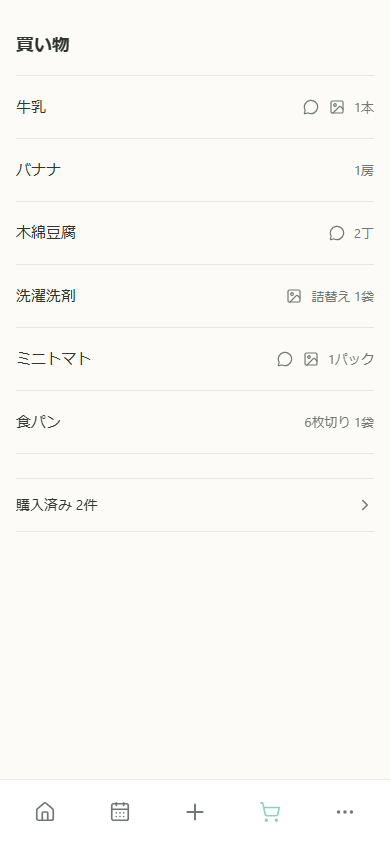 買い物
牛乳 1本
バナナ 1房
木綿豆腐 2丁
洗濯洗剤 詰替え 1袋
ミニトマト 1パック
食パン 6枚切り 1袋
購入済み 2件